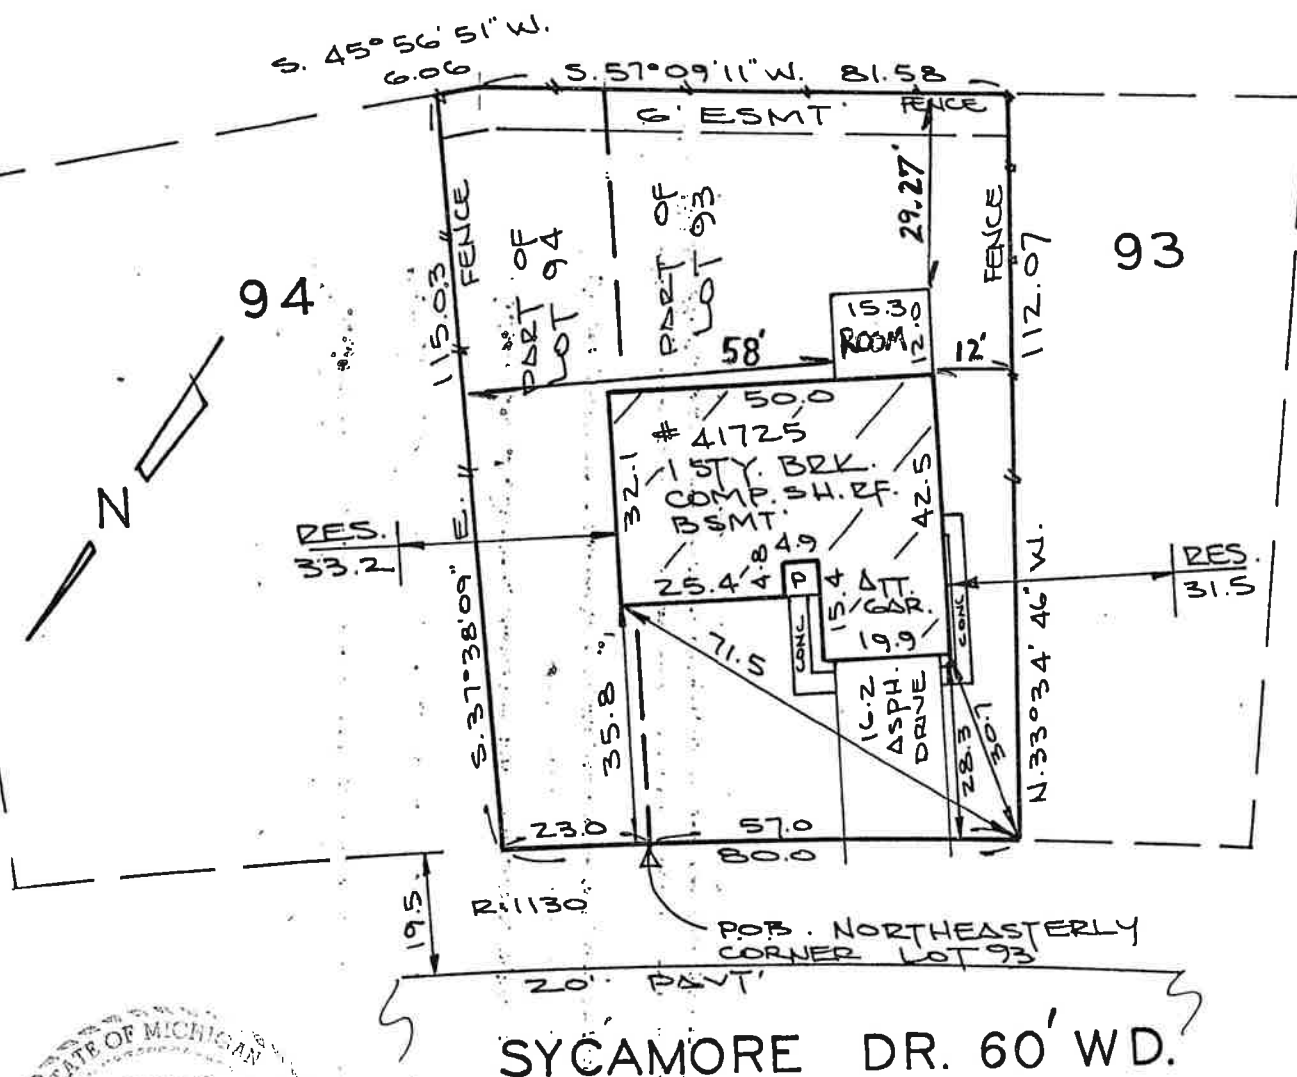 S. 45°56'51" W.
6.06
S.57°09'11" W. 81.58
FENCE
6' ESMT
29.27'
FENCE
FENCE
115.03
112.07
94
93
PART OF
LOT 94
PART OF
LOT 93
15.30
ROOM
12.0
58'
12'
50.0
# 41725
1 STY. BRK.
COMP. SH. RF.
BSMT.
32.1
42.5
N
RES.
33.2
RES.
31.5
4.9
4.8
25.4
P
15.4
ATT.
GAR.
19.9
CONC
CONC
71.5
16.2
ASPH.
DRIVE
28.3
30.7
35.8
S.37°38'09" E.
N.33°34'46" W.
23.0
57.0
80.0
19.5
R.1130
P.O.B. NORTHEASTERLY
CORNER LOT 93
20' PAVT'
SYCAMORE DR. 60' WD.
STATE OF MICHIGAN